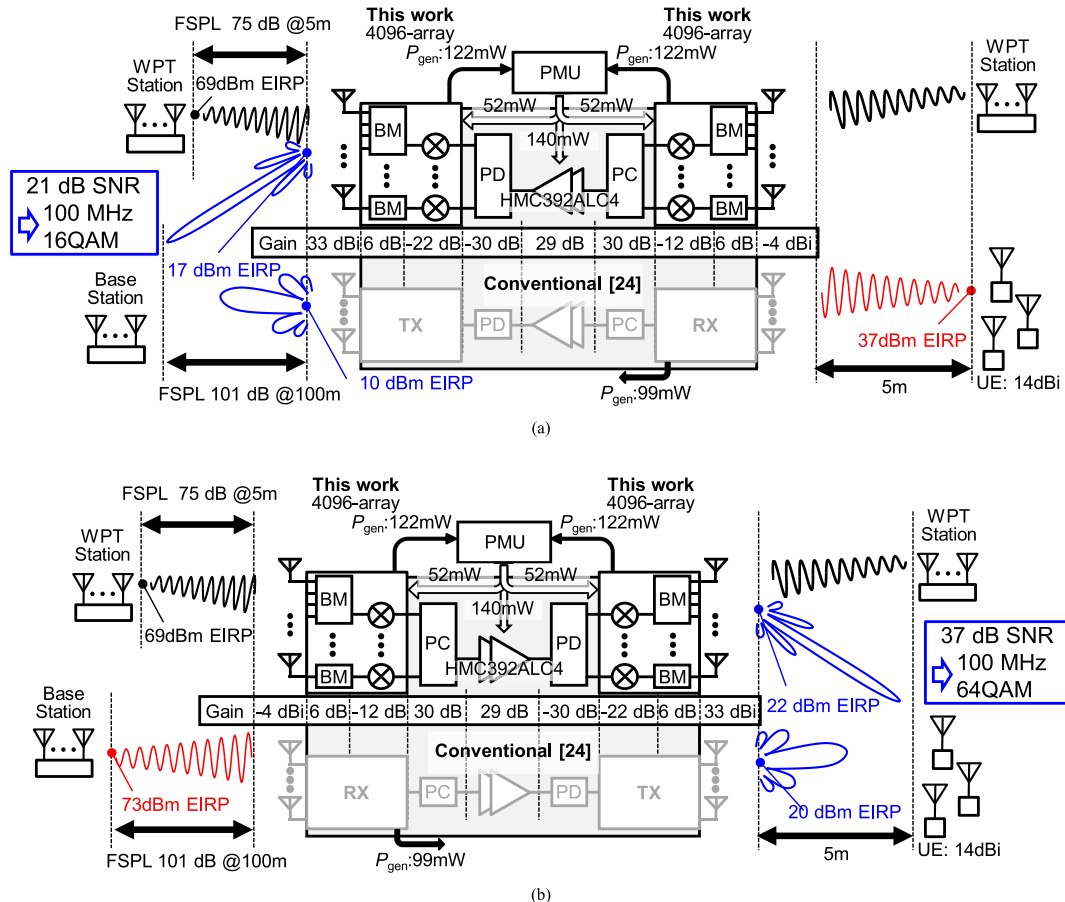 This work
This work
FSPL 75 dB @5m
4096-array
4096-array
WPT
Station
69dBm EIRP
Pgen:122mW
PMU
Pgen:122mW
WPT
Station
52mW
52mW
BM
140mW
BM
PD
PC
HMC392ALC4
BM
BM
21 dB SNR
100 MHz
16QAM
Gain
33 dBi
6 dB
-22 dB
-30 dB
29 dB
30 dB
-12 dB
6 dB
-4 dBi
17 dBm EIRP
Conventional [24]
Base
Station
TX
PD
PC
RX
37dBm EIRP
10 dBm EIRP
FSPL 101 dB @100m
Pgen:99mW
5m
UE: 14dBi
(a)
This work
This work
FSPL 75 dB @5m
4096-array
4096-array
WPT
Station
69dBm EIRP
Pgen:122mW
PMU
Pgen:122mW
WPT
Station
52mW
52mW
BM
140mW
BM
PC
PD
HMC392ALC4
BM
BM
37 dB SNR
100 MHz
64QAM
Base
Station
Gain
-4 dBi
6 dB
-12 dB
30 dB
29 dB
-30 dB
-22 dB
6 dB
33 dBi
22 dBm EIRP
Conventional [24]
RX
PC
PD
TX
73dBm EIRP
20 dBm EIRP
FSPL 101 dB @100m
Pgen:99mW
5m
UE: 14dBi
(b)